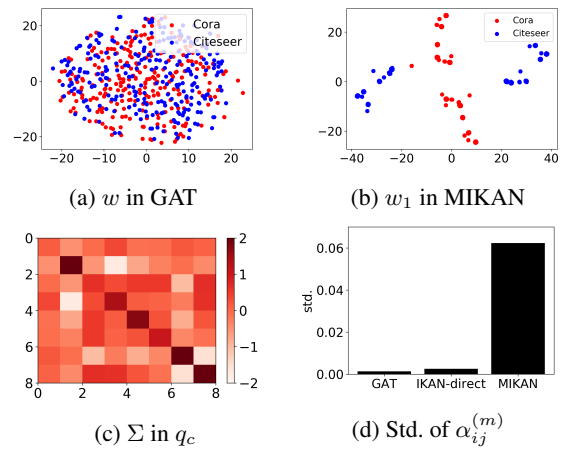 20
0
−20
−20 −10 0 10 20
Cora
Citeseer
(a) w in GAT
20
0
−20
−40 −20 0 20 40
Cora
Citeseer
(b) w₁ in MIKAN
0
2
4
6
8
0 2 4 6 8
2
1
0
−1
−2
(c) Σ in q_c
std.
0.06
0.04
0.02
0.00
GAT IKAN-direct MIKAN
(d) Std. of α_{ij}^{(m)}